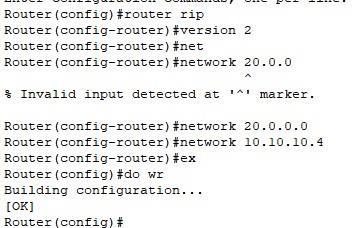 Enter configuration commands, one per line.
Router(config)#router rip
Router(config-router)#version 2
Router(config-router)#net
Router(config-router)#network 20.0.0
^
% Invalid input detected at '^' marker.
Router(config-router)#network 20.0.0.0
Router(config-router)#network 10.10.10.4
Router(config-router)#ex
Router(config)#do wr
Building configuration...
[OK]
Router(config)#